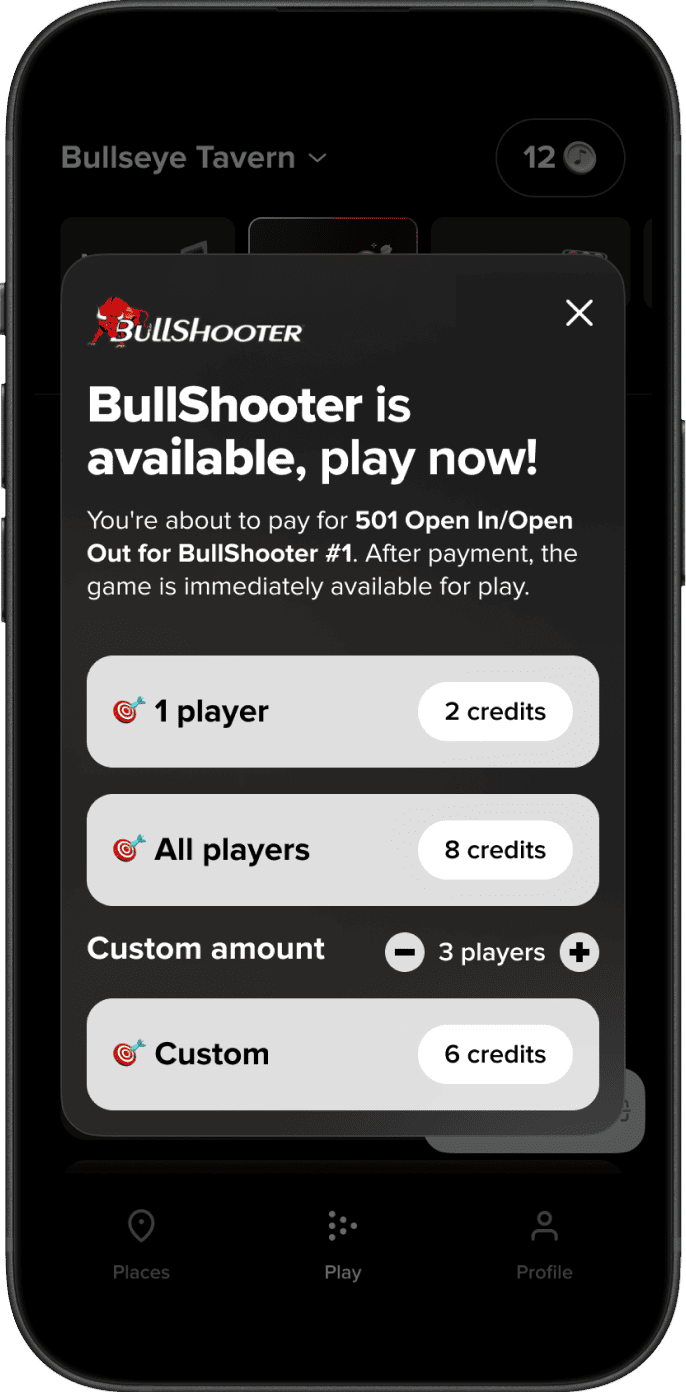 Bullseye Tavern
12
BULLSHOOTER
BullShooter is
available, play now!
You're about to pay for 501 Open In/Open
Out for BullShooter #1. After payment, the
game is immediately available for play.
1 player
2 credits
All players
8 credits
Custom amount
3 players
Custom
6 credits
Places
Play
Profile